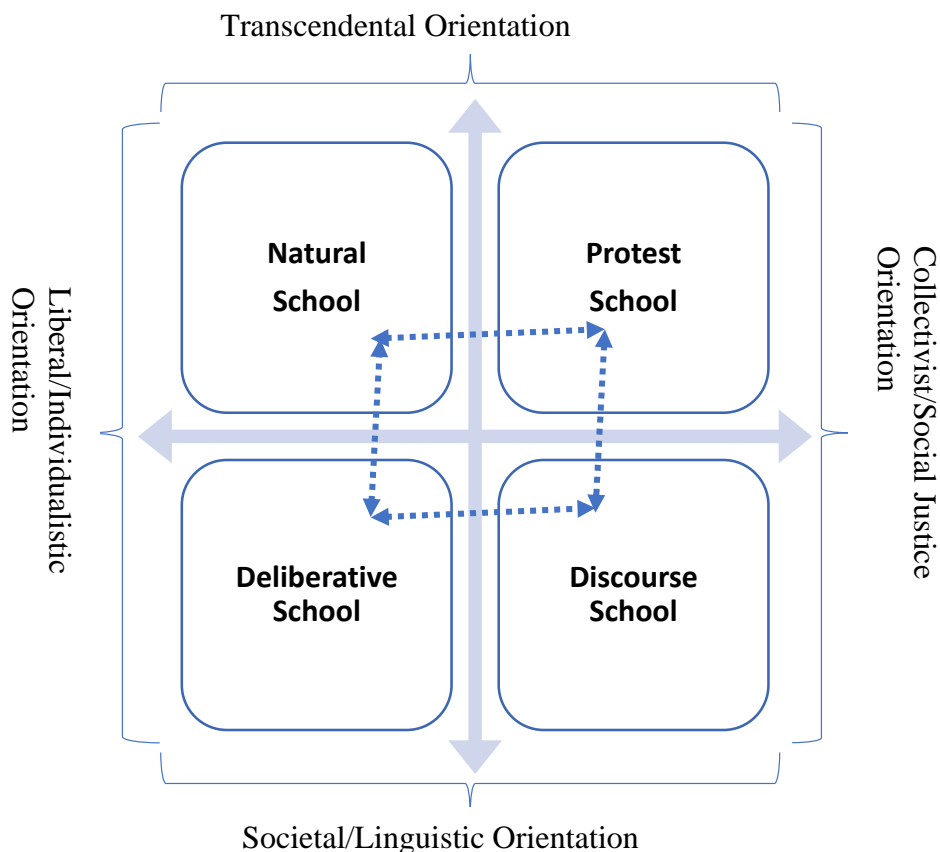 Transcendental Orientation
Natural
School
Protest
School
Liberal/Individualistic
Orientation
Collectivist/Social Justice
Orientation
Deliberative
School
Discourse
School
Societal/Linguistic Orientation